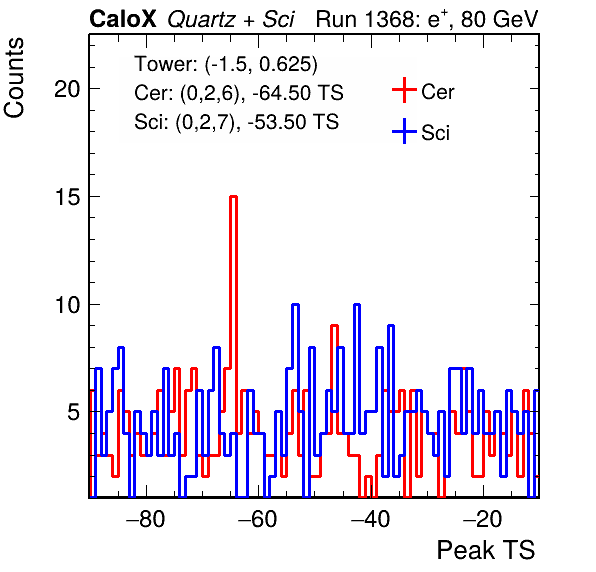 CaloX Quartz + Sci Run 1368: e+, 80 GeV
Counts
Tower: (-1.5, 0.625)
Cer: (0,2,6), -64.50 TS
Sci: (0,2,7), -53.50 TS
Cer
Sci
20
15
10
5
−80 −60 −40 −20
Peak TS